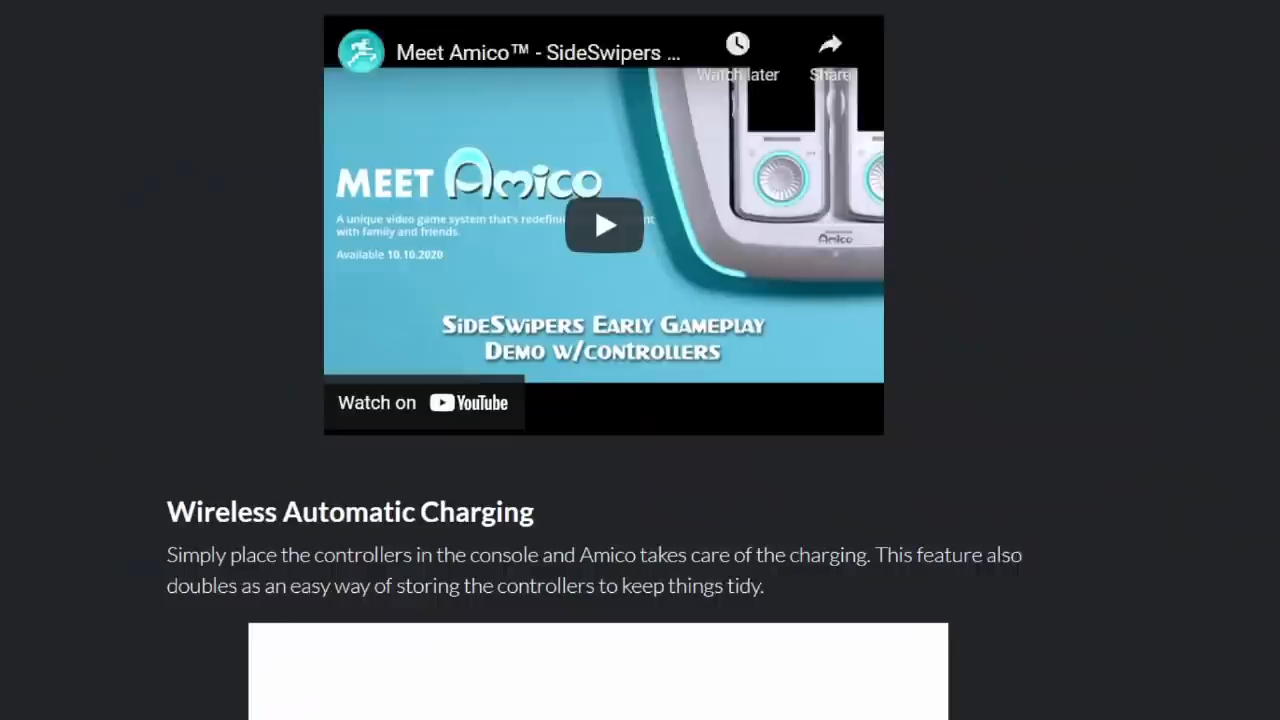 Meet Amico™ - SideSwipers ...
Watch later
Share
MEET Amico
A unique video game system that's
with family and friends.
Available 10.10.2020
Amico
SIDESWIPERS EARLY GAMEPLAY
DEMO W/CONTROLLERS
Watch on YouTube
Wireless Automatic Charging
Simply place the controllers in the console and Amico takes care of the charging. This feature also
doubles as an easy way of storing the controllers to keep things tidy.